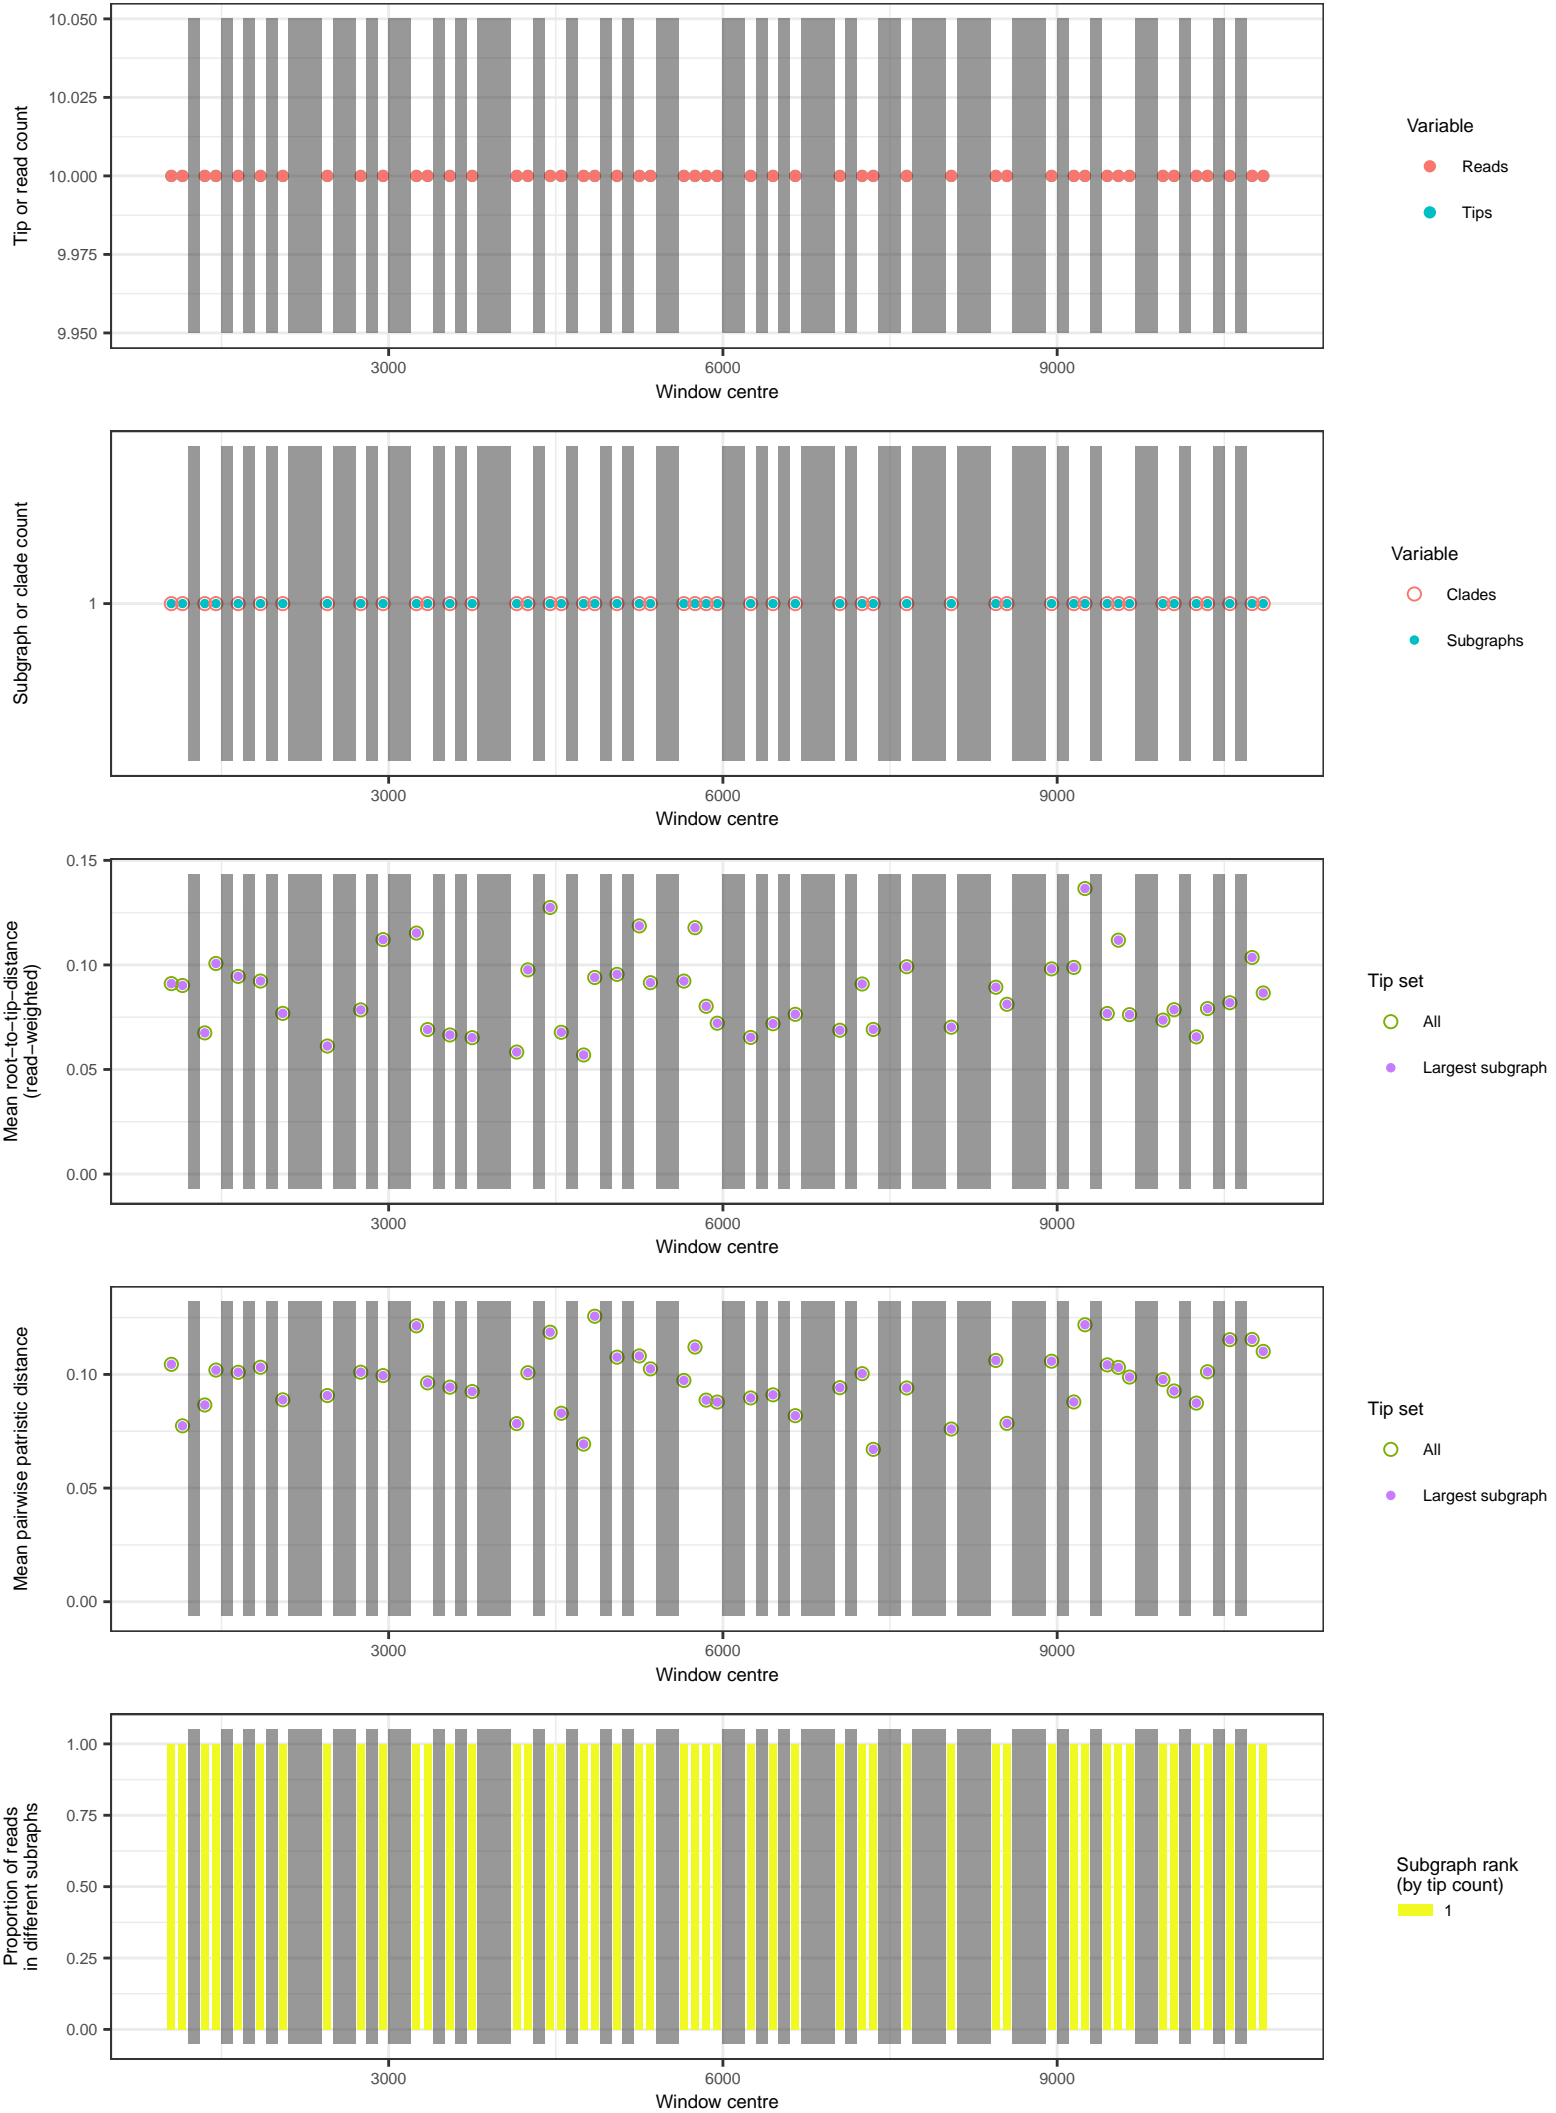 10.050
10.025
10.000
9.975
9.950
Tip or read count
3000
6000
9000
Window centre
Variable
Reads
Tips
1
Subgraph or clade count
3000
6000
9000
Window centre
Variable
Clades
Subgraphs
0.15
0.10
0.05
0.00
Mean root−to−tip−distance
(read−weighted)
3000
6000
9000
Window centre
Tip set
All
Largest subgraph
0.10
0.05
0.00
Mean pairwise patristic distance
3000
6000
9000
Window centre
Tip set
All
Largest subgraph
1.00
0.75
0.50
0.25
0.00
Proportion of reads
in different subraphs
3000
6000
9000
Window centre
Subgraph rank
(by tip count)
1